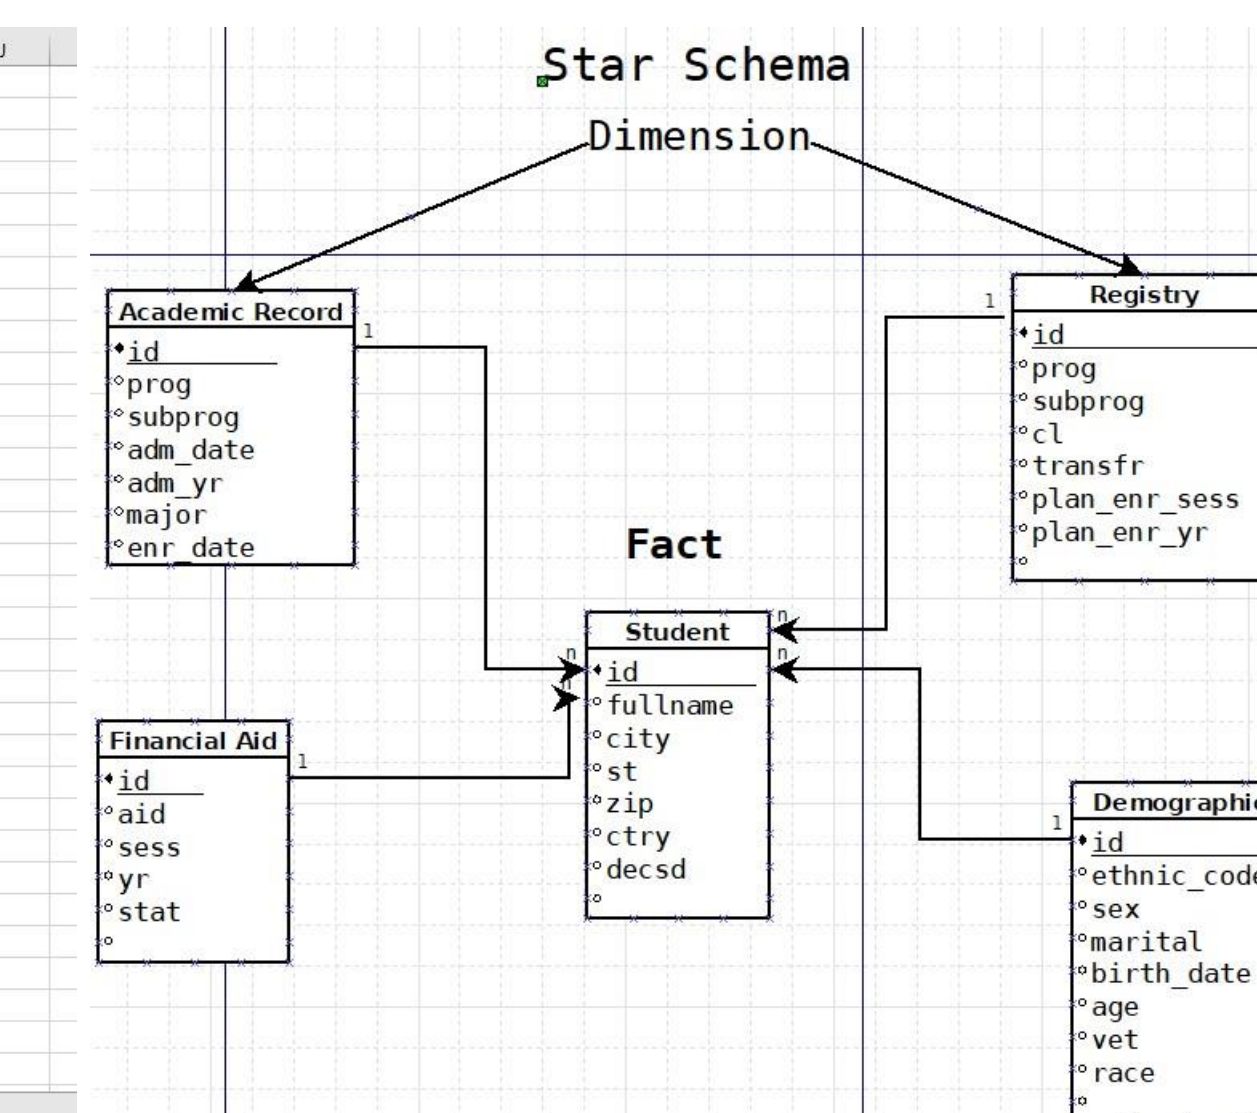 Star Schema
Dimension
Academic Record
1
id
prog
subprog
adm_date
adm_yr
major
enr_date
1
Registry
id
prog
subprog
cl
transfr
plan_enr_sess
plan_enr_yr
Fact
n
n
n
n
Student
id
fullname
city
st
zip
ctry
decsd
Financial Aid
1
id
aid
sess
yr
stat
1
id
ethnic_code
sex
marital
birth_date
age
vet
race